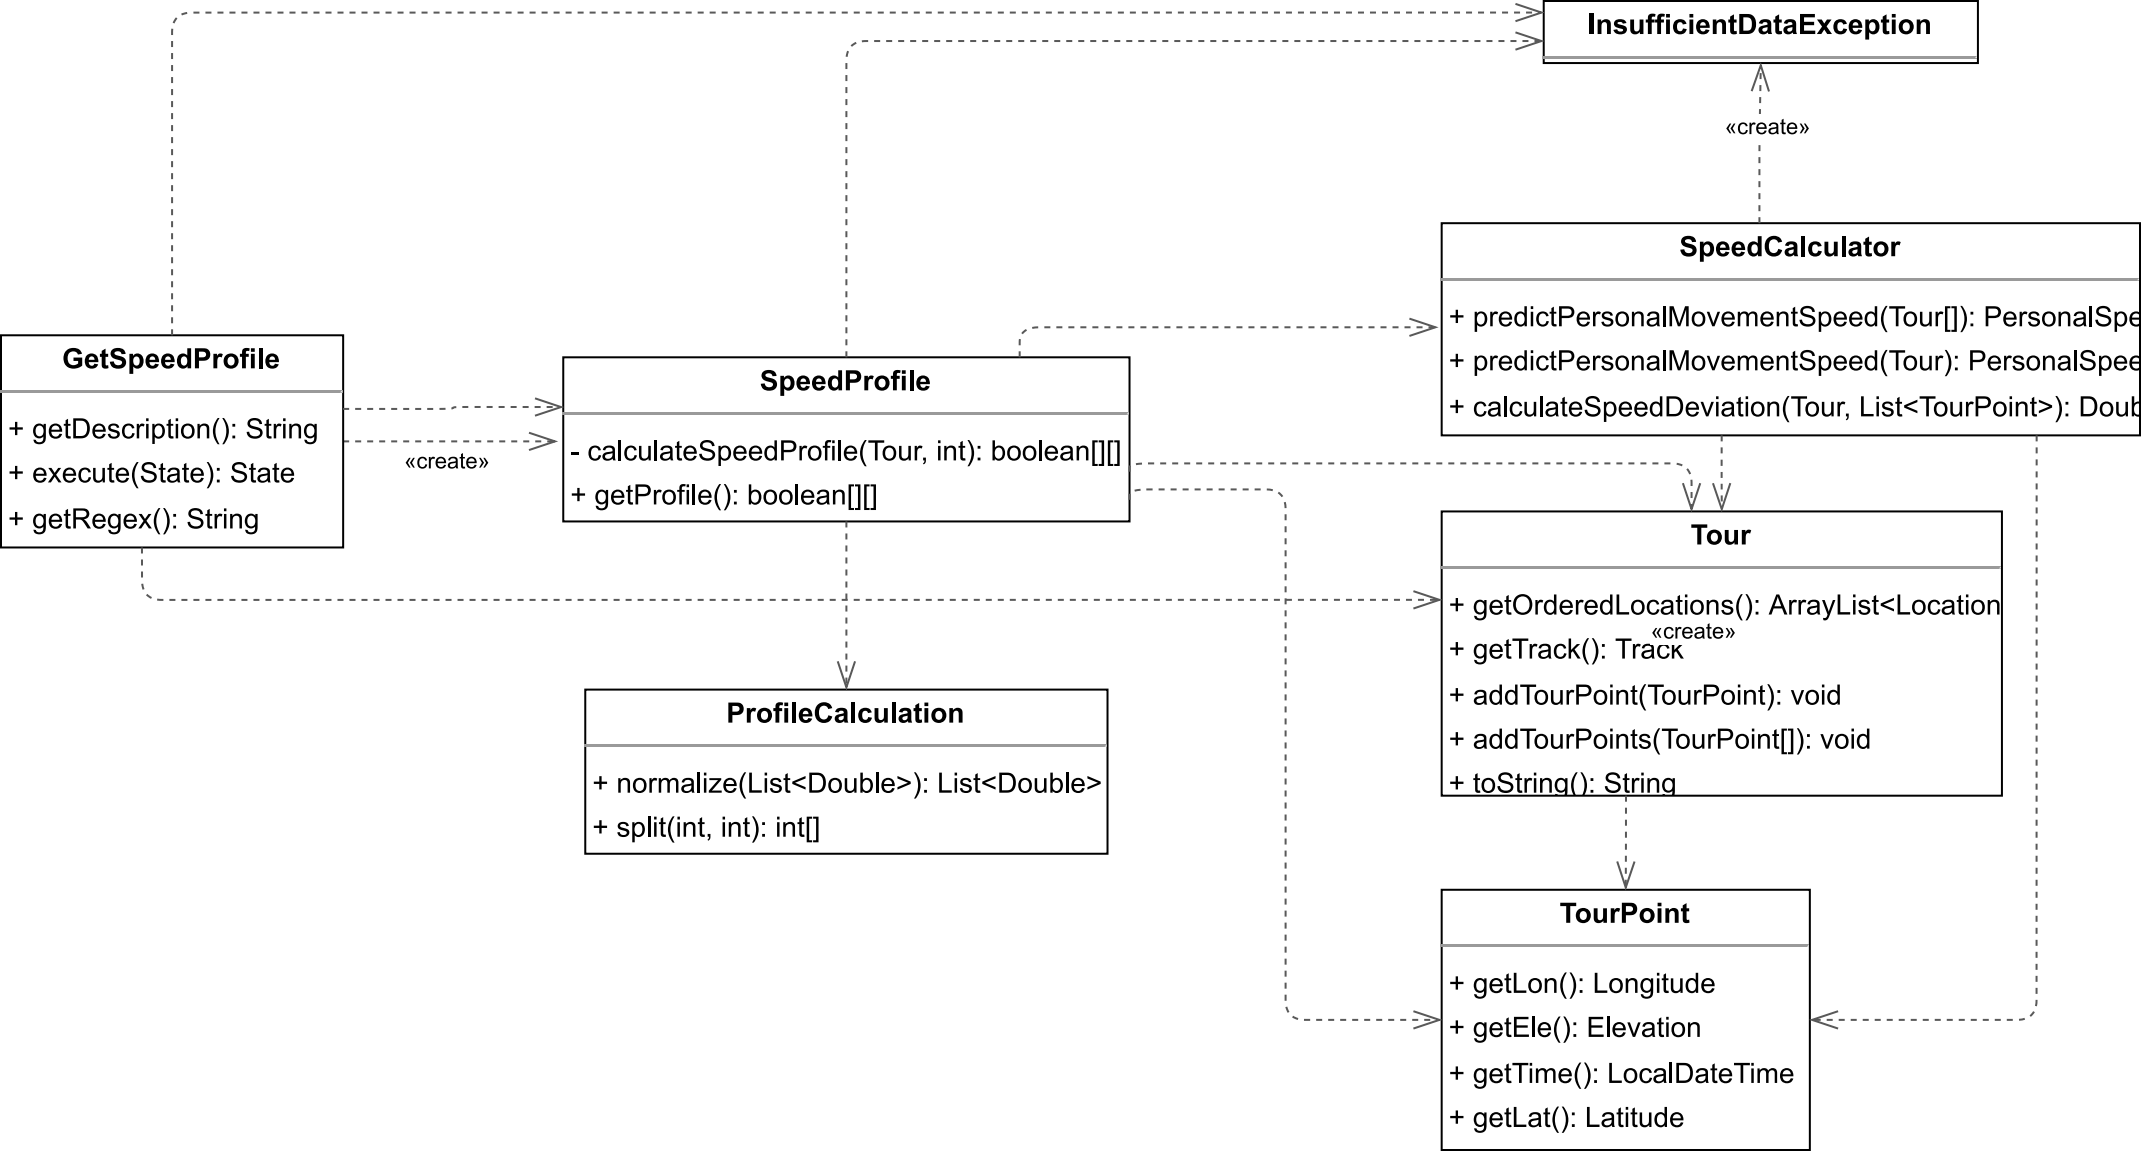 InsufficientDataException
«create»
SpeedCalculator
+ predictPersonalMovementSpeed(Tour[]): PersonalSpe
+ predictPersonalMovementSpeed(Tour): PersonalSpee
+ calculateSpeedDeviation(Tour, List<TourPoint>): Doub
GetSpeedProfile
+ getDescription(): String
+ execute(State): State
+ getRegex(): String
«create»
SpeedProfile
- calculateSpeedProfile(Tour, int): boolean[][]
+ getProfile(): boolean[][]
Tour
+ getOrderedLocations(): ArrayList<Location
«create»
+ getTrack(): Track
+ addTourPoint(TourPoint): void
+ addTourPoints(TourPoint[]): void
+ toString(): String
ProfileCalculation
+ normalize(List<Double>): List<Double>
+ split(int, int): int[]
TourPoint
+ getLon(): Longitude
+ getEle(): Elevation
+ getTime(): LocalDateTime
+ getLat(): Latitude